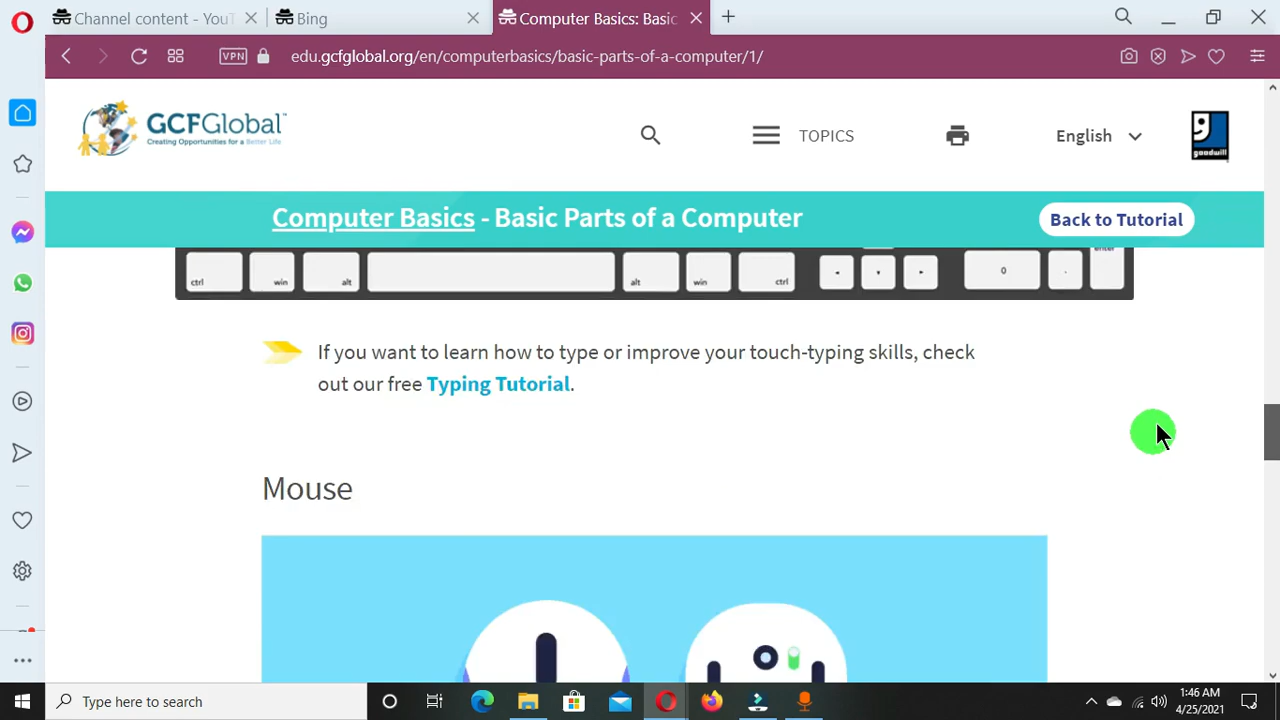 Channel content - YouT
Bing
Computer Basics: Basic
VPN
edu.gcfglobal.org/en/computerbasics/basic-parts-of-a-computer/1/
GCFGlobal™
Creating Opportunities for a Better Life
TOPICS
English
goodwill
Computer Basics - Basic Parts of a Computer
Back to Tutorial
ctrl win alt alt win ctrl 0 . enter
If you want to learn how to type or improve your touch-typing skills, check
out our free Typing Tutorial.
Mouse
Type here to search
1:46 AM
4/25/2021